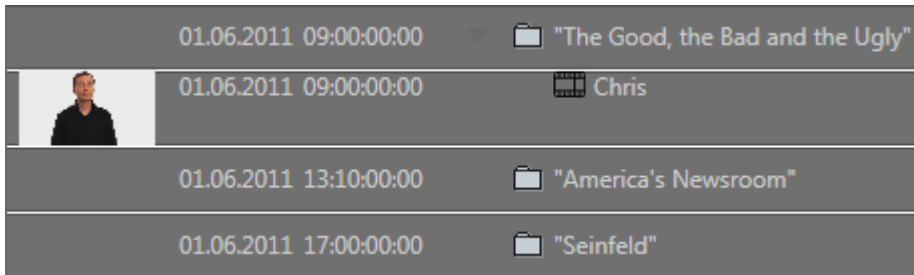 01.06.2011 09:00:00:00 "The Good, the Bad and the Ugly"
01.06.2011 09:00:00:00 Chris
01.06.2011 13:10:00:00 "America's Newsroom"
01.06.2011 17:00:00:00 "Seinfeld"